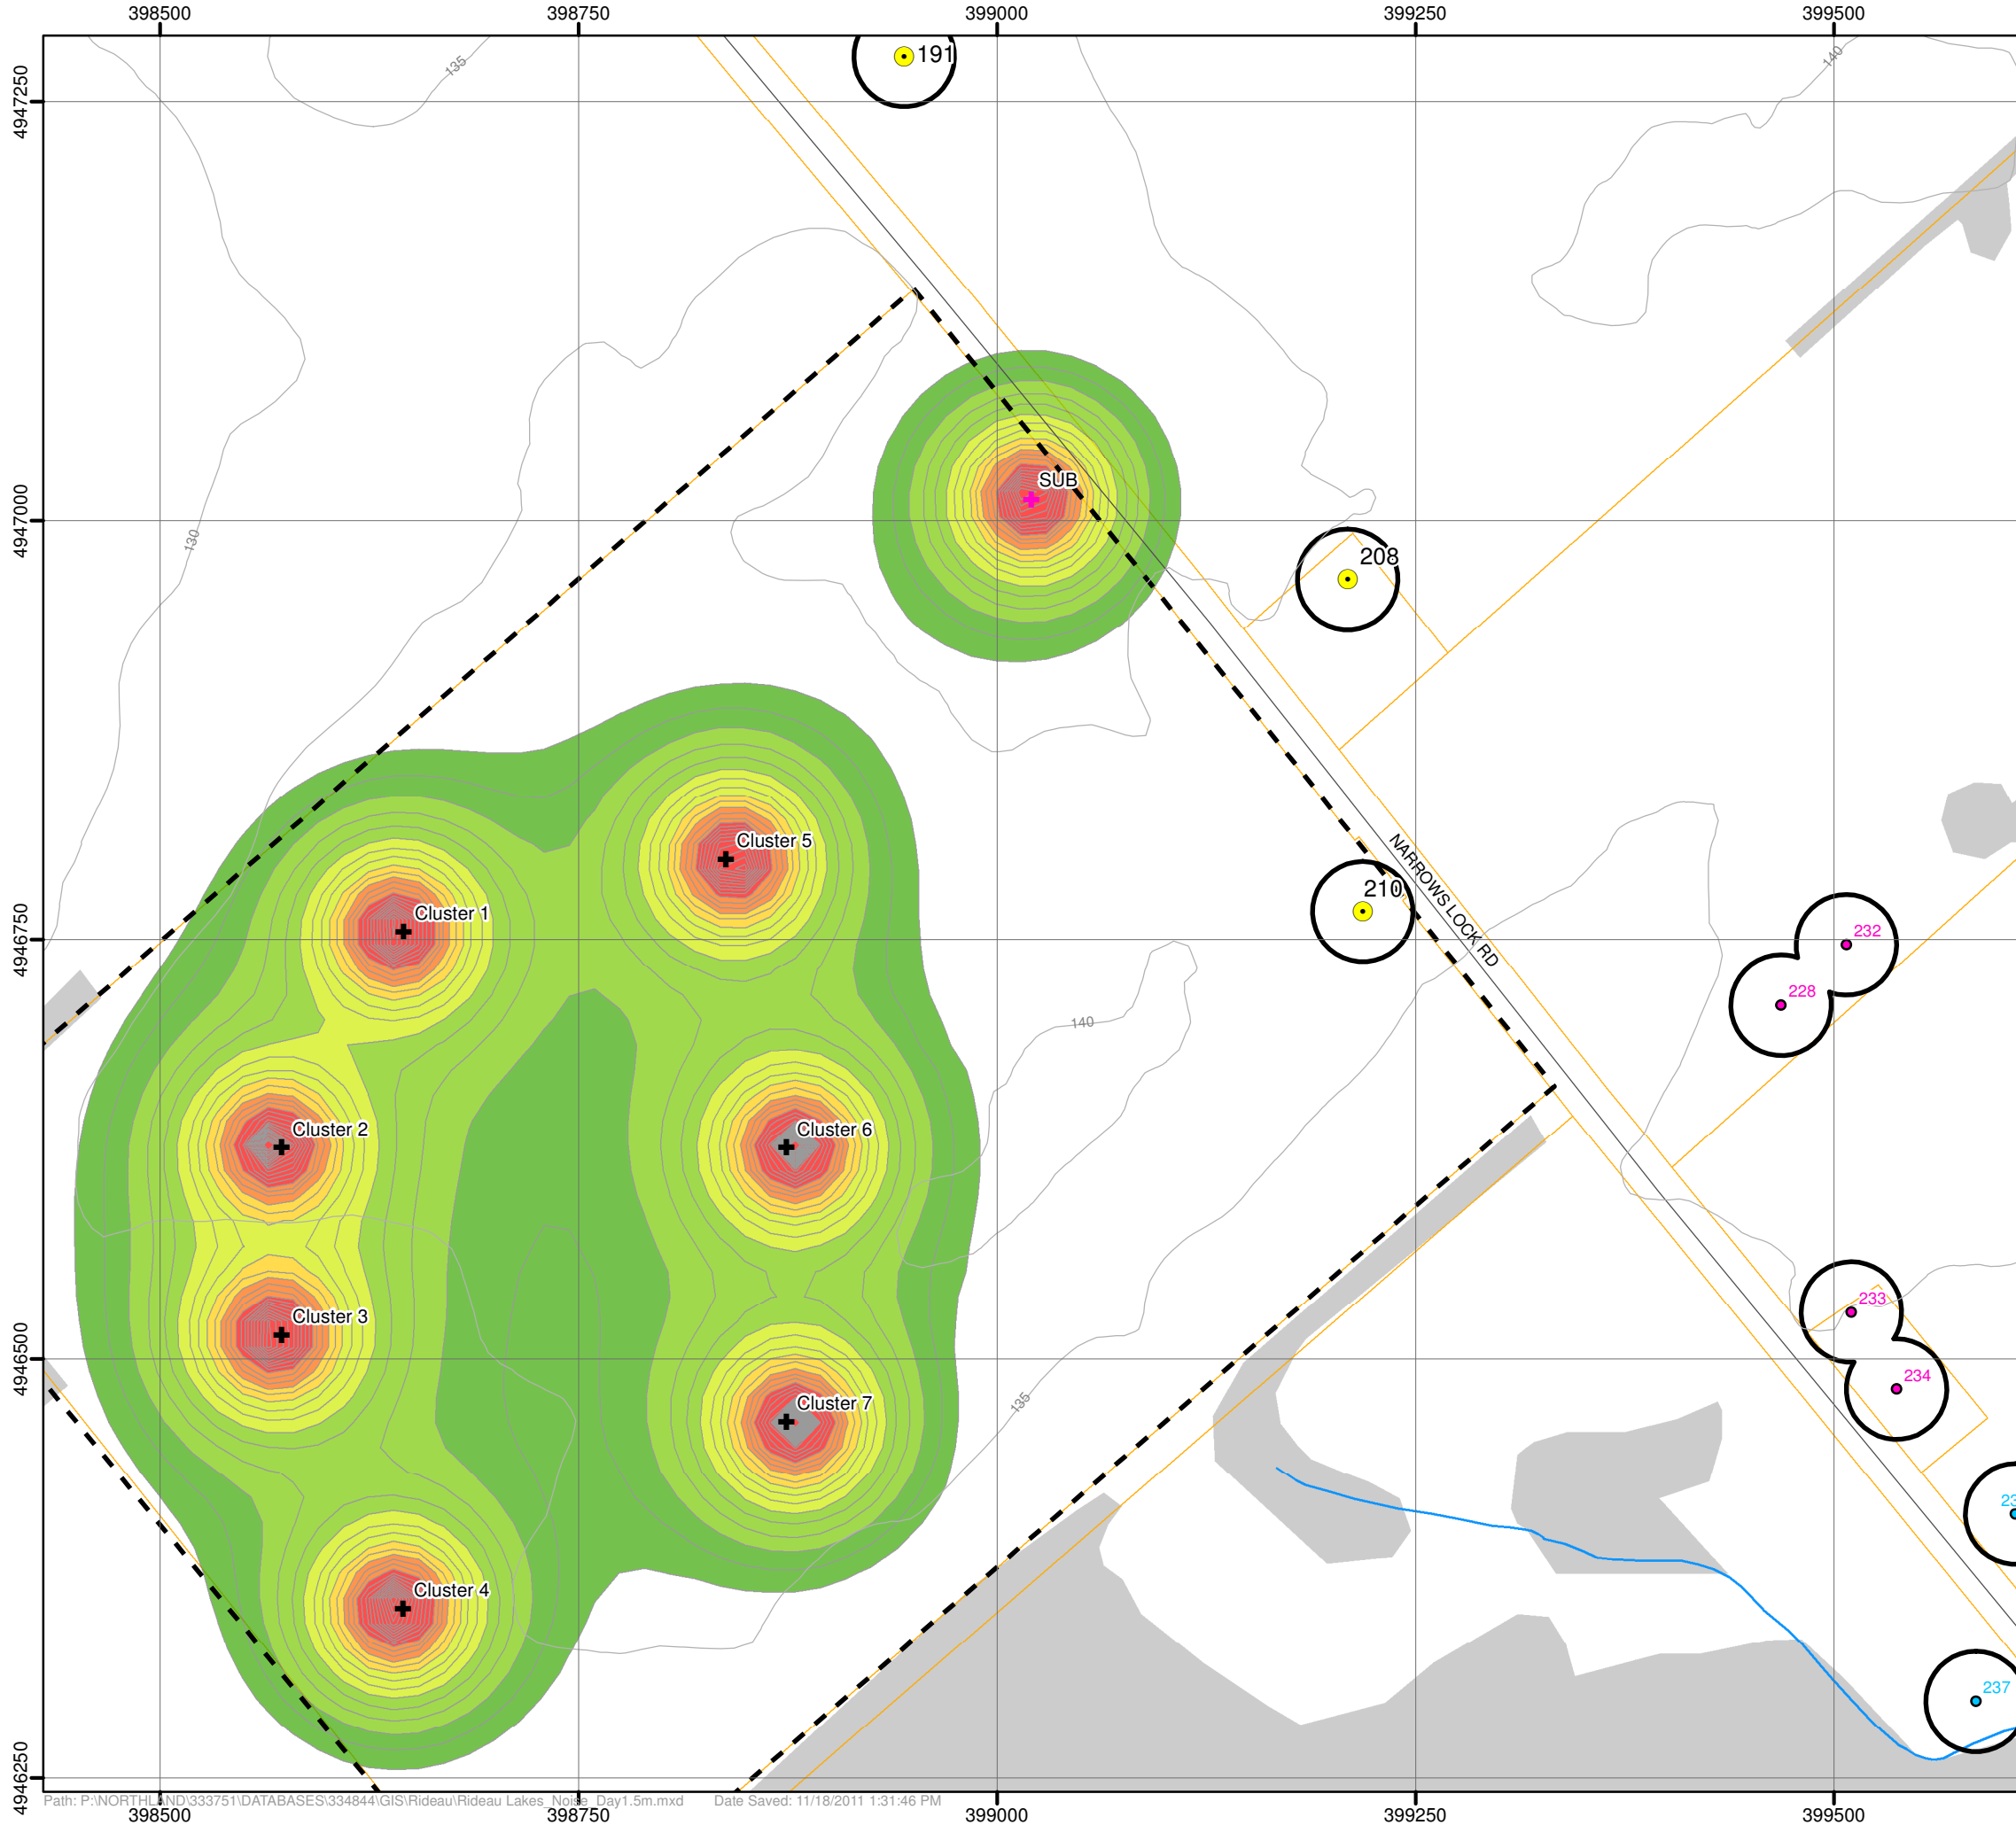 398500 398750 399000 399250 399500
4947250
4947000
4946750
4946500
4946250
135
191
140
130
SUB
208
Cluster 5
Cluster 1
210
NARROWS LOCK RD
232
228
140
Cluster 2
Cluster 6
Cluster 3
233
234
Cluster 7
135
23
Cluster 4
237
Path: P:\NORTHLAND\333751\DATABASES\334844\GIS\Rideau\Rideau Lakes_Noise_Day1.5m.mxd Date Saved: 11/18/2011 1:31:46 PM
398500 398750 399000 399250 399500